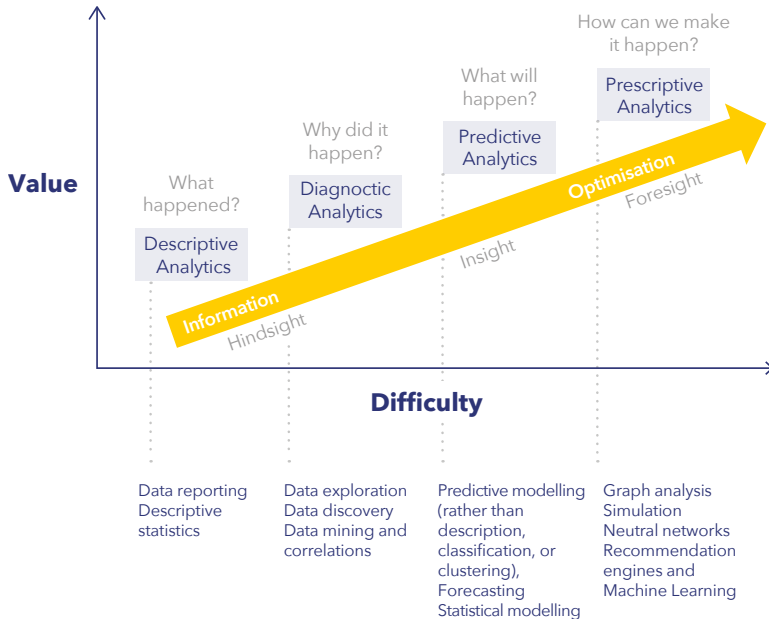 How can we make
it happen?
Prescriptive
Analytics
What will
happen?
Predictive
Analytics
Why did it
happen?
Diagnoctic
Analytics
What
happened?
Descriptive
Analytics
Value
Information
Hindsight
Insight
Optimisation
Foresight
Difficulty
Data reporting
Descriptive
statistics
Data exploration
Data discovery
Data mining and
correlations
Predictive modelling
(rather than
description,
classification, or
clustering),
Forecasting
Statistical modelling
Graph analysis
Simulation
Neutral networks
Recommendation
engines and
Machine Learning